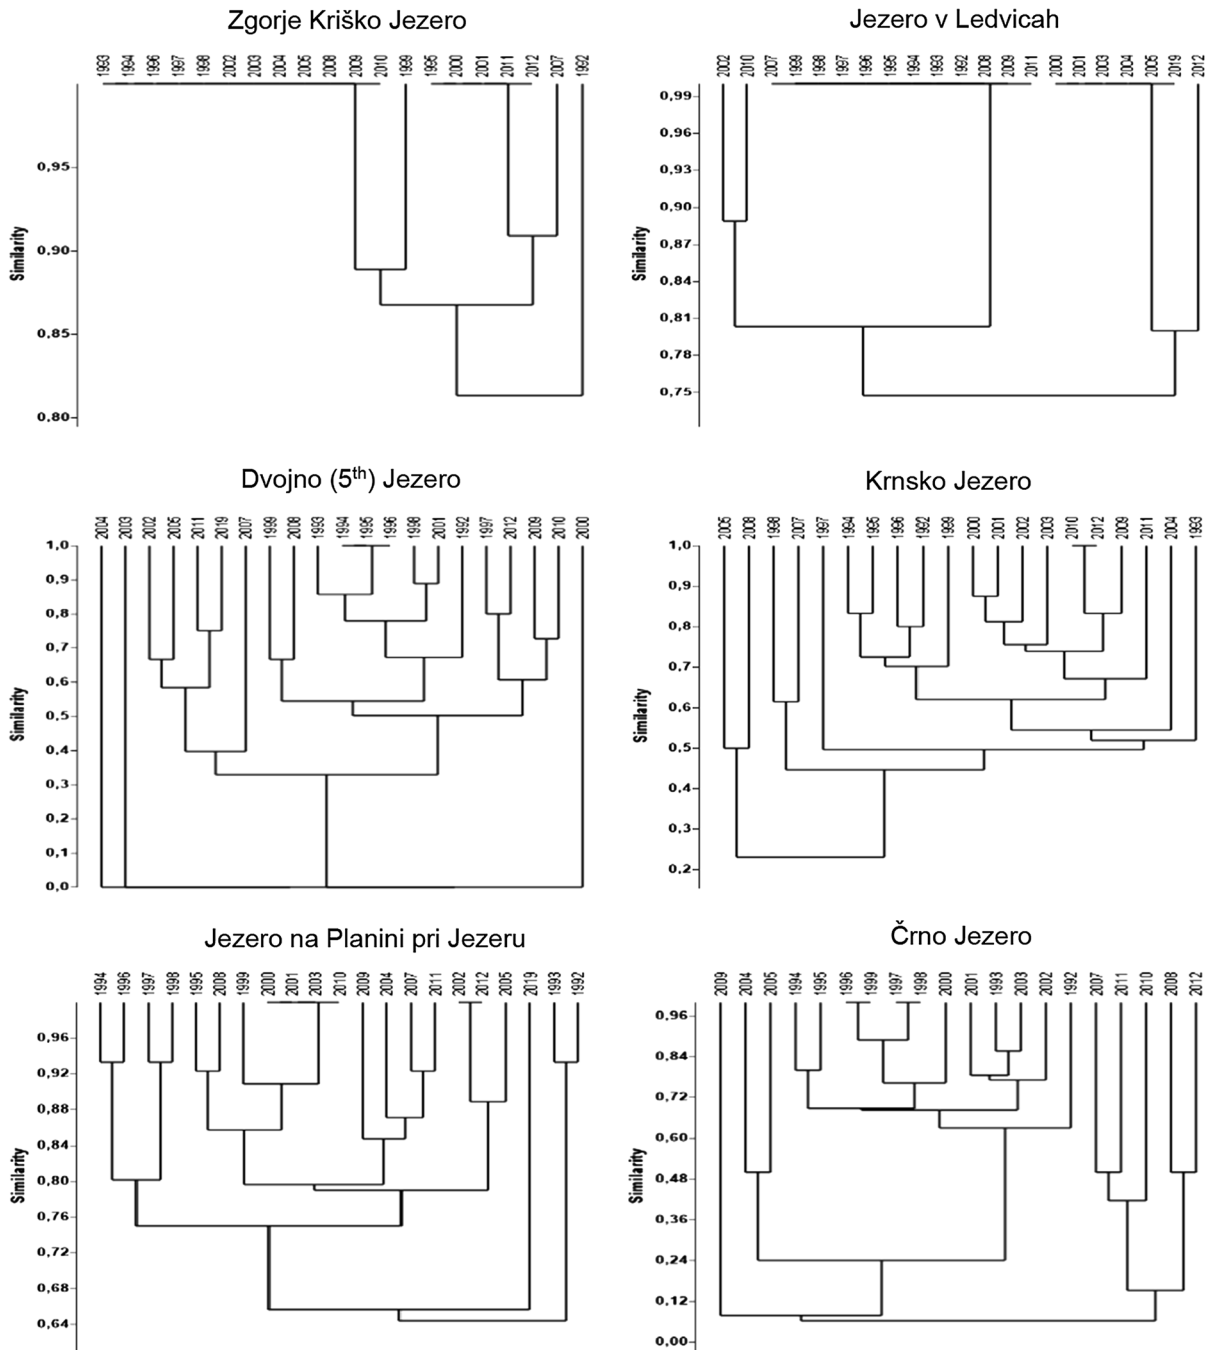 Zgorje Kriško Jezero
1993 1994 1996 1997 1998 2002 2003 2004 2005 2008 2009 2010 1999 1995 2000 2001 2011 2012 2007 1992
0,95
0,90
0,85
0,80
Similarity
Jezero v Ledvicah
2002 2010 2007 1999 1998 1997 1996 1995 1994 1993 1992 2008 2009 2011 2000 2001 2003 2004 2005 2019 2012
0,99
0,96
0,93
0,90
0,87
0,84
0,81
0,78
0,75
Similarity
Dvojno (5th) Jezero
2004 2003 2002 2005 2011 2019 2007 1999 2008 1993 1994 1995 1996 1998 2001 1992 1997 2012 2009 2010 2000
1,0
0,9
0,8
0,7
0,6
0,5
0,4
0,3
0,2
0,1
0,0
Similarity
Krnsko Jezero
2005 2008 1998 2007 1997 1994 1995 1996 1992 1999 2000 2001 2002 2003 2010 2012 2009 2011 2004 1993
1,0
0,9
0,8
0,7
0,6
0,5
0,4
0,3
0,2
Similarity
Jezero na Planini pri Jezeru
1994 1996 1997 1998 1995 2008 1999 2000 2001 2003 2010 2009 2004 2007 2011 2002 2012 2005 2019 1993 1992
0,96
0,92
0,88
0,84
0,80
0,76
0,72
0,68
0,64
Similarity
Črno Jezero
2009 2004 2005 1994 1995 1996 1999 1997 1998 2000 2001 1993 2003 2002 1992 2007 2011 2010 2008 2012
0,96
0,84
0,72
0,60
0,48
0,36
0,24
0,12
0,00
Similarity